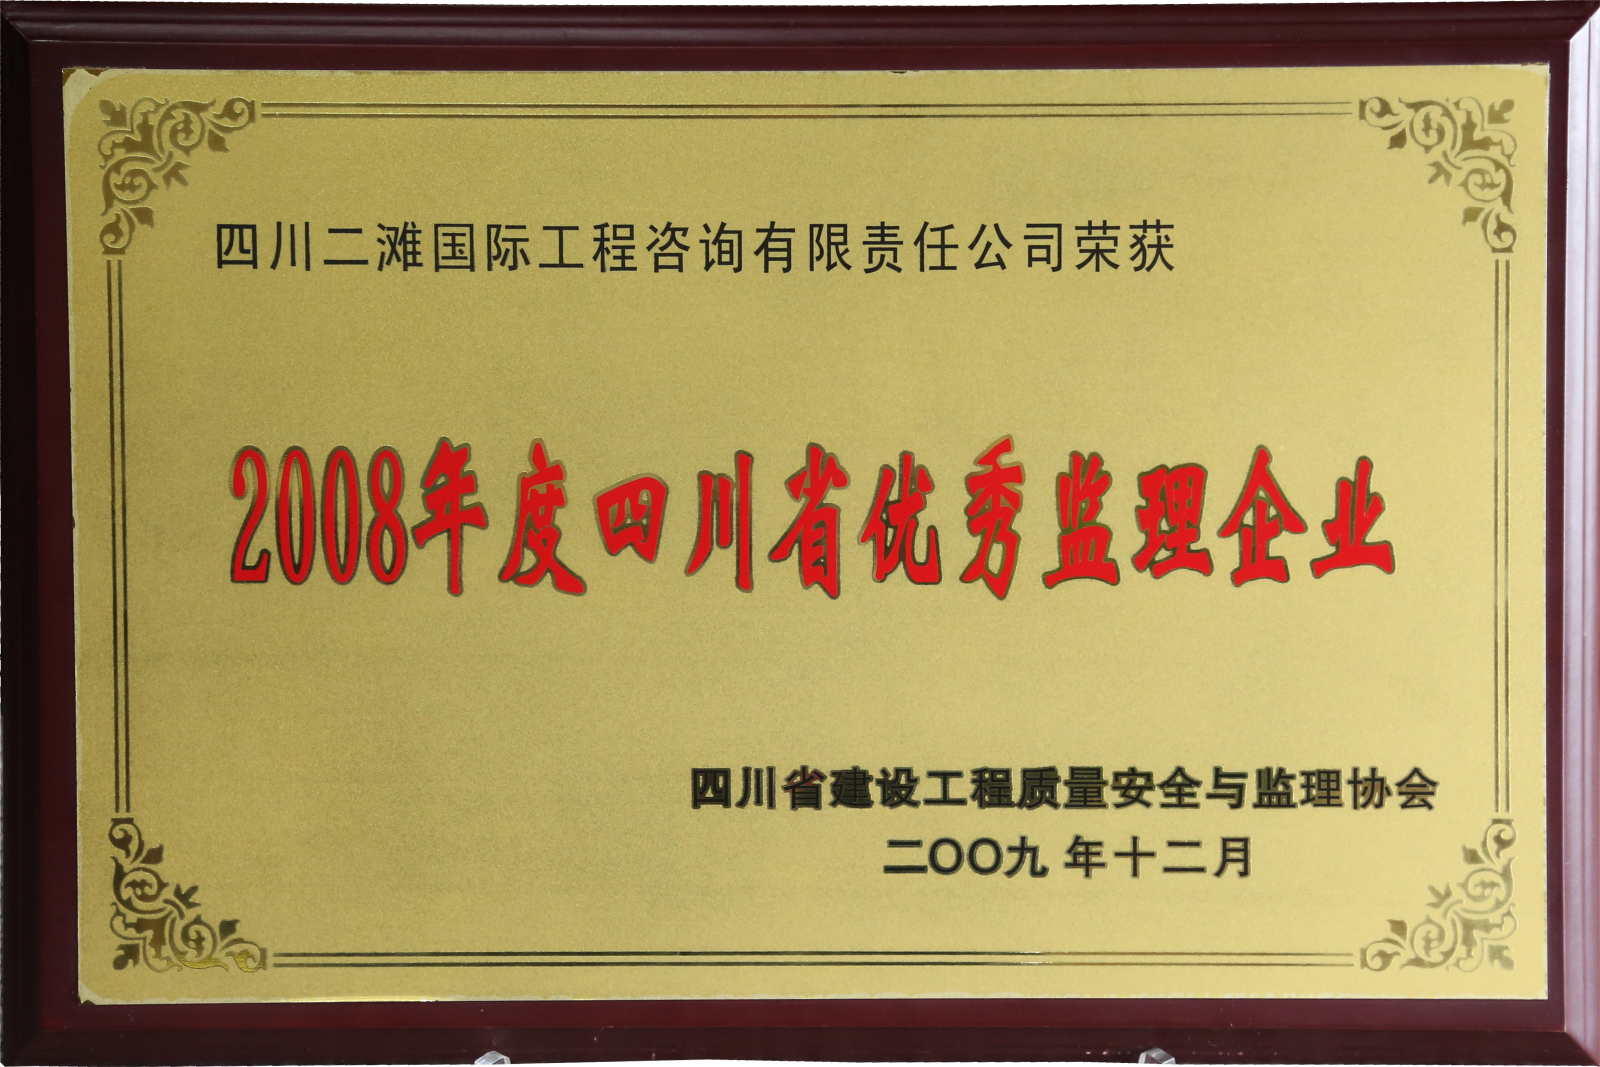 四川二滩国际工程咨询有限责任公司荣获
2008年度四川省优秀监理企业
四川省建设工程质量安全与监理协会
二〇〇九 年十二月